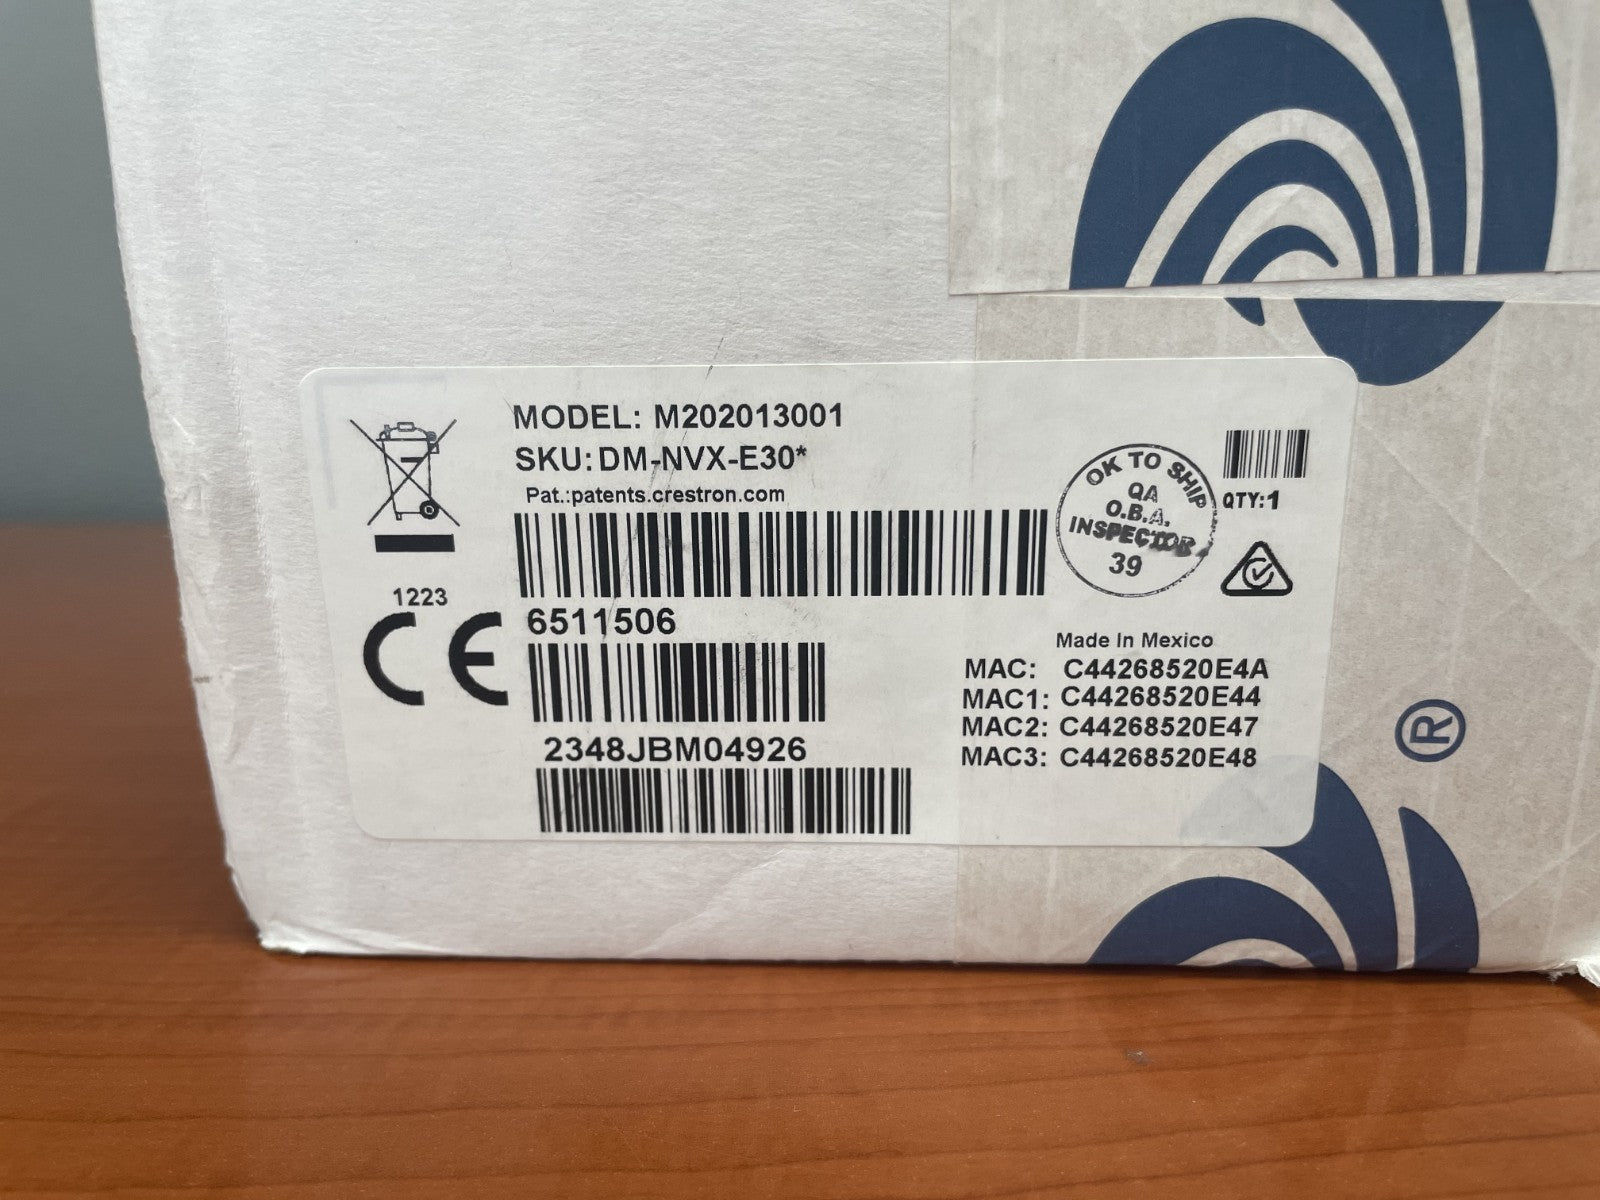 MODEL: M202013001
SKU: DM-NVX-E30*
Pat.:patents.crestron.com
OK TO SHIP
QA
O.B.A.
INSPECTOR
39
QTY: 1
1223
CE
6511506
2348JBM04926
Made In Mexico
MAC: C44268520E4A
MAC1: C44268520E44
MAC2: C44268520E47
MAC3: C44268520E48
®